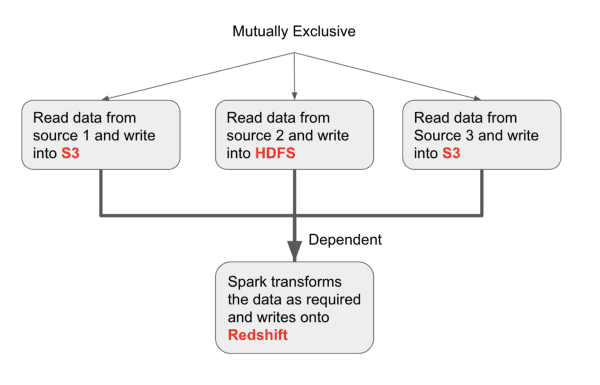 Mutually Exclusive
Read data from
source 1 and write
into S3
Read data from
source 2 and write
into HDFS
Read data from
Source 3 and write
into S3
Dependent
Spark transforms
the data as required
and writes onto
Redshift